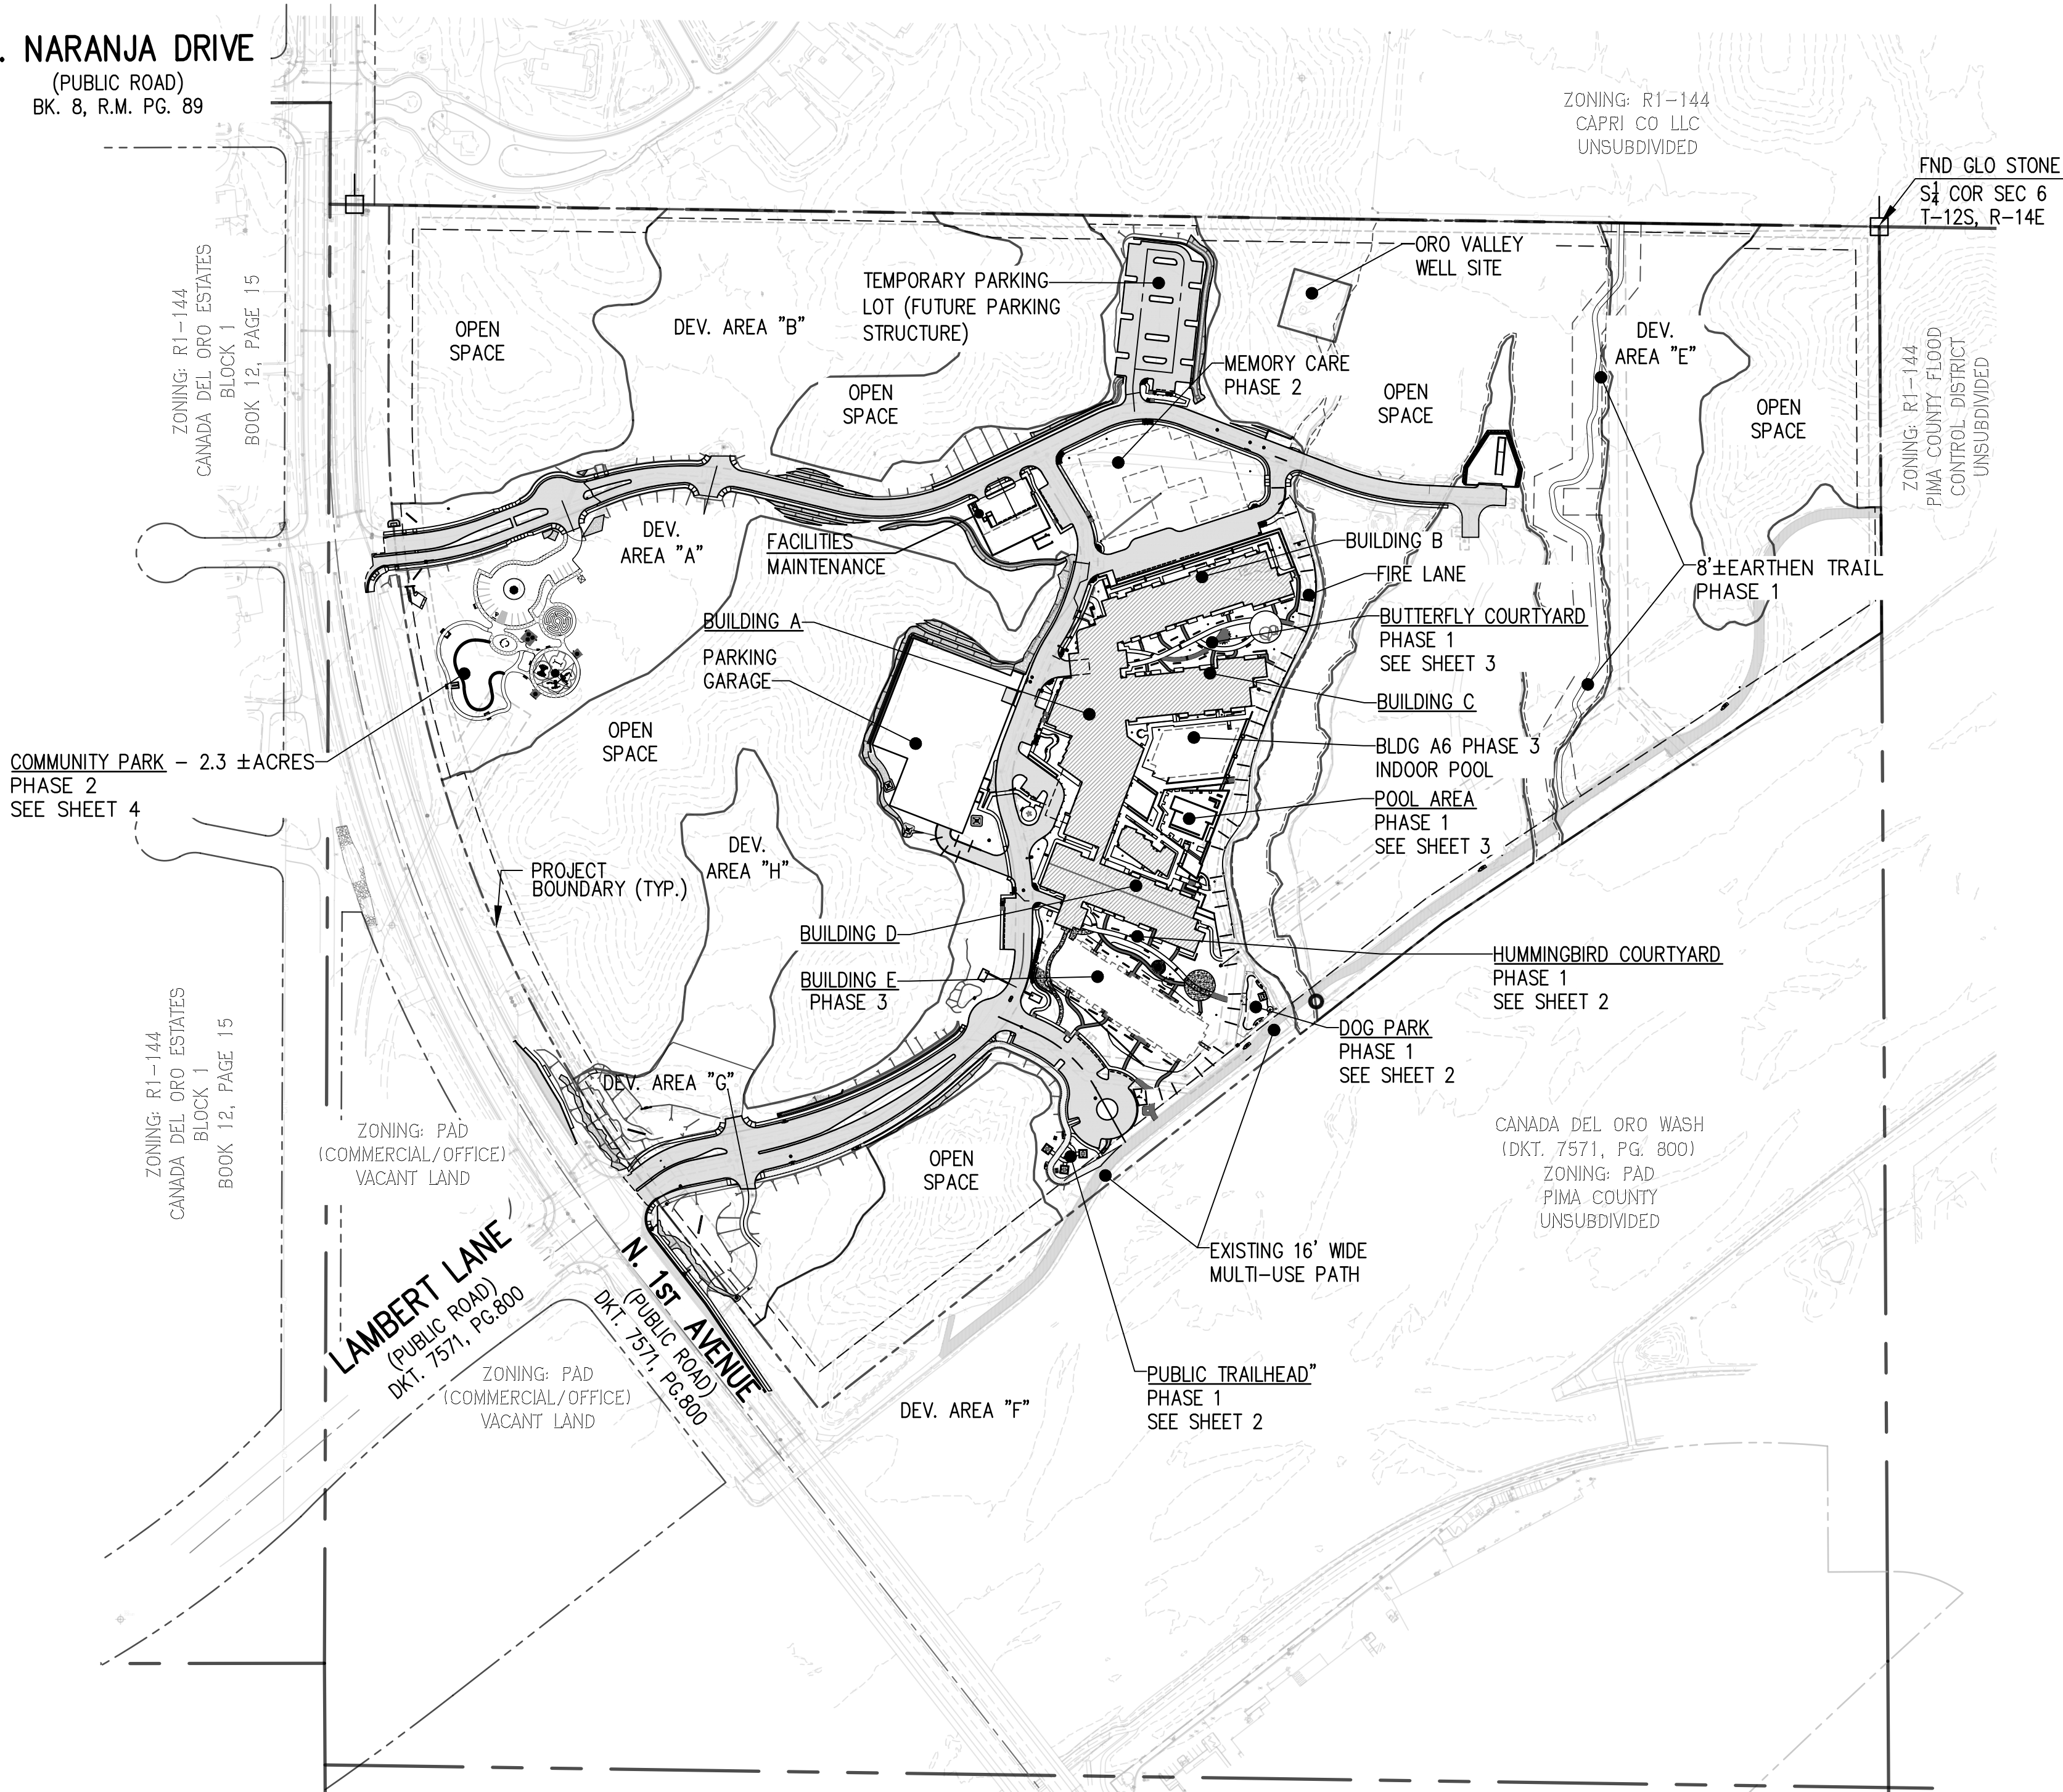 . NARANJA DRIVE
(PUBLIC ROAD)
BK. 8, R.M. PG. 89
ZONING: R1-144
CAPRI CO LLC
UNSUBDIVIDED
FND GLO STONE
S1/4 COR SEC 6
T-12S, R-14E
ORO VALLEY
WELL SITE
TEMPORARY PARKING
LOT (FUTURE PARKING
STRUCTURE)
ZONING: R1-144
CANADA DEL ORO ESTATES
BLOCK 1
BOOK 12, PAGE 15
OPEN
SPACE
DEV. AREA "B"
OPEN
SPACE
MEMORY CARE
PHASE 2
OPEN
SPACE
DEV.
AREA "E"
OPEN
SPACE
ZONING: R1-144
PIMA COUNTY FLOOD
CONTROL DISTRICT
UNSUBDIVIDED
DEV.
AREA "A"
FACILITIES
MAINTENANCE
BUILDING B
FIRE LANE
8'±EARTHEN TRAIL
PHASE 1
BUILDING A
PARKING
GARAGE
BUTTERFLY COURTYARD
PHASE 1
SEE SHEET 3
BUILDING C
OPEN
SPACE
BLDG A6 PHASE 3
INDOOR POOL
COMMUNITY PARK - 2.3 ±ACRES
PHASE 2
SEE SHEET 4
POOL AREA
PHASE 1
SEE SHEET 3
DEV.
AREA "H"
PROJECT
BOUNDARY (TYP.)
BUILDING D
BUILDING E
PHASE 3
HUMMINGBIRD COURTYARD
PHASE 1
SEE SHEET 2
DOG PARK
PHASE 1
SEE SHEET 2
ZONING: R1-144
CANADA DEL ORO ESTATES
BLOCK 1
BOOK 12, PAGE 15
DEV. AREA "G"
ZONING: PAD
(COMMERCIAL/OFFICE)
VACANT LAND
OPEN
SPACE
CANADA DEL ORO WASH
(DKT. 7571, PG. 800)
ZONING: PAD
PIMA COUNTY
UNSUBDIVIDED
EXISTING 16' WIDE
MULTI-USE PATH
LAMBERT LANE
(PUBLIC ROAD)
DKT. 7571, PG.800
N. 1ST AVENUE
(PUBLIC ROAD)
DKT. 7571, PG.800
ZONING: PAD
(COMMERCIAL/OFFICE)
VACANT LAND
PUBLIC TRAILHEAD"
PHASE 1
SEE SHEET 2
DEV. AREA "F"